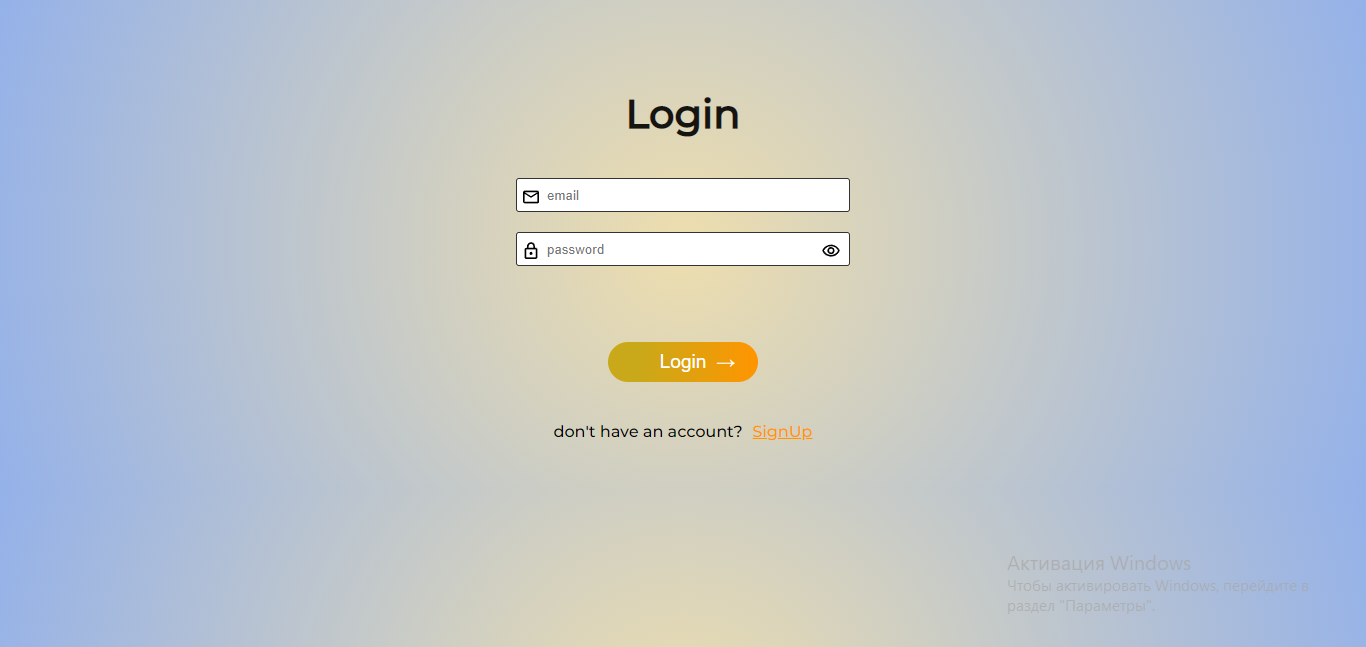 Login
email
password
Login →
don't have an account? SignUp
Активация Windows
Чтобы активировать Windows, перейдите в
раздел "Параметры".